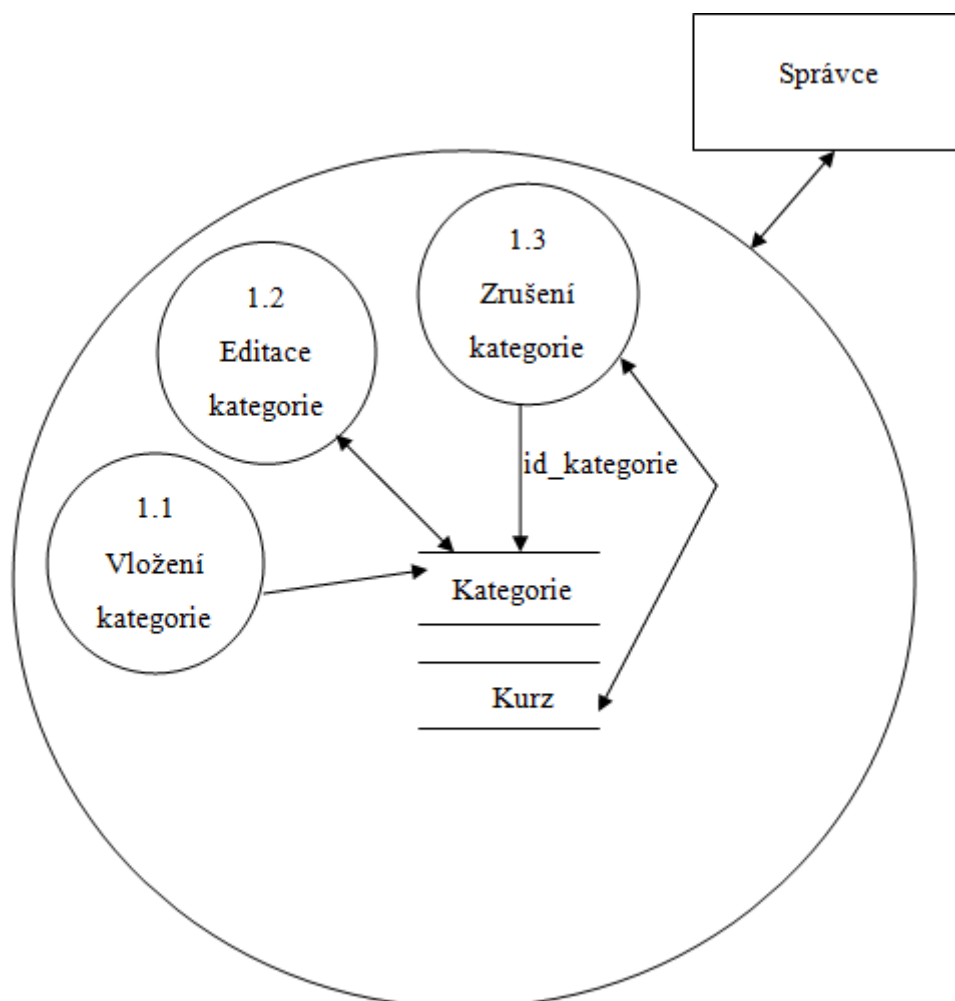 Správce
1.3
Zrušení
kategorie
1.2
Editace
kategorie
id_kategorie
1.1
Vložení
kategorie
Kategorie
Kurz